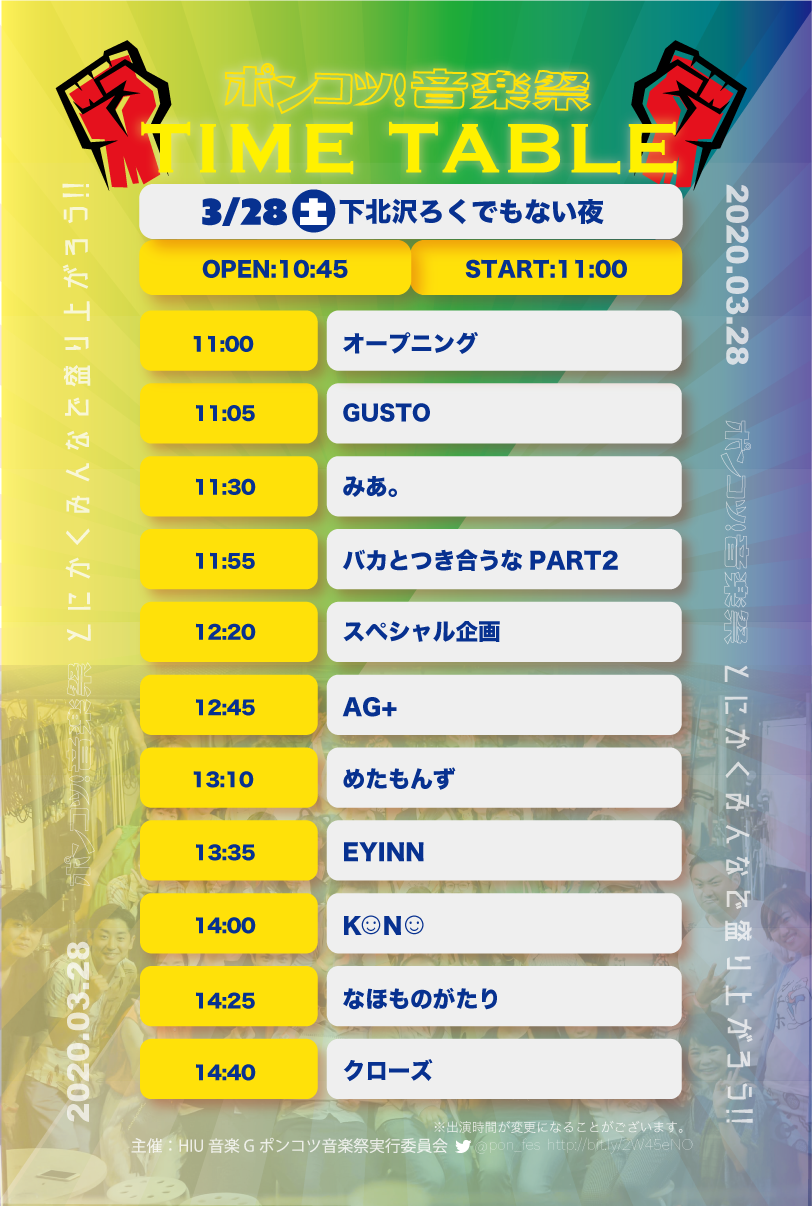 ポンコツ!音楽祭
TIME TABLE
3/28 土 下北沢ろくでもない夜
OPEN:10:45 START:11:00
11:00 オープニング
11:05 GUSTO
11:30 みあ。
11:55 バカとつき合うな PART2
12:20 スペシャル企画
12:45 AG+
13:10 めたもんず
13:35 EYINN
14:00 K☺N☺
14:25 なほものがたり
14:40 クローズ
※出演時間が変更になることがございます。
主催：HIU 音楽 G ポンコツ音楽祭実行委員会 @pon_fes http://bit.ly/2W45eNO
2020.03.28 ポンコツ!音楽祭 とにかくみんなで盛り上がろう!!
2020.03.28 ポンコツ!音楽祭 とにかくみんなで盛り上がろう!!